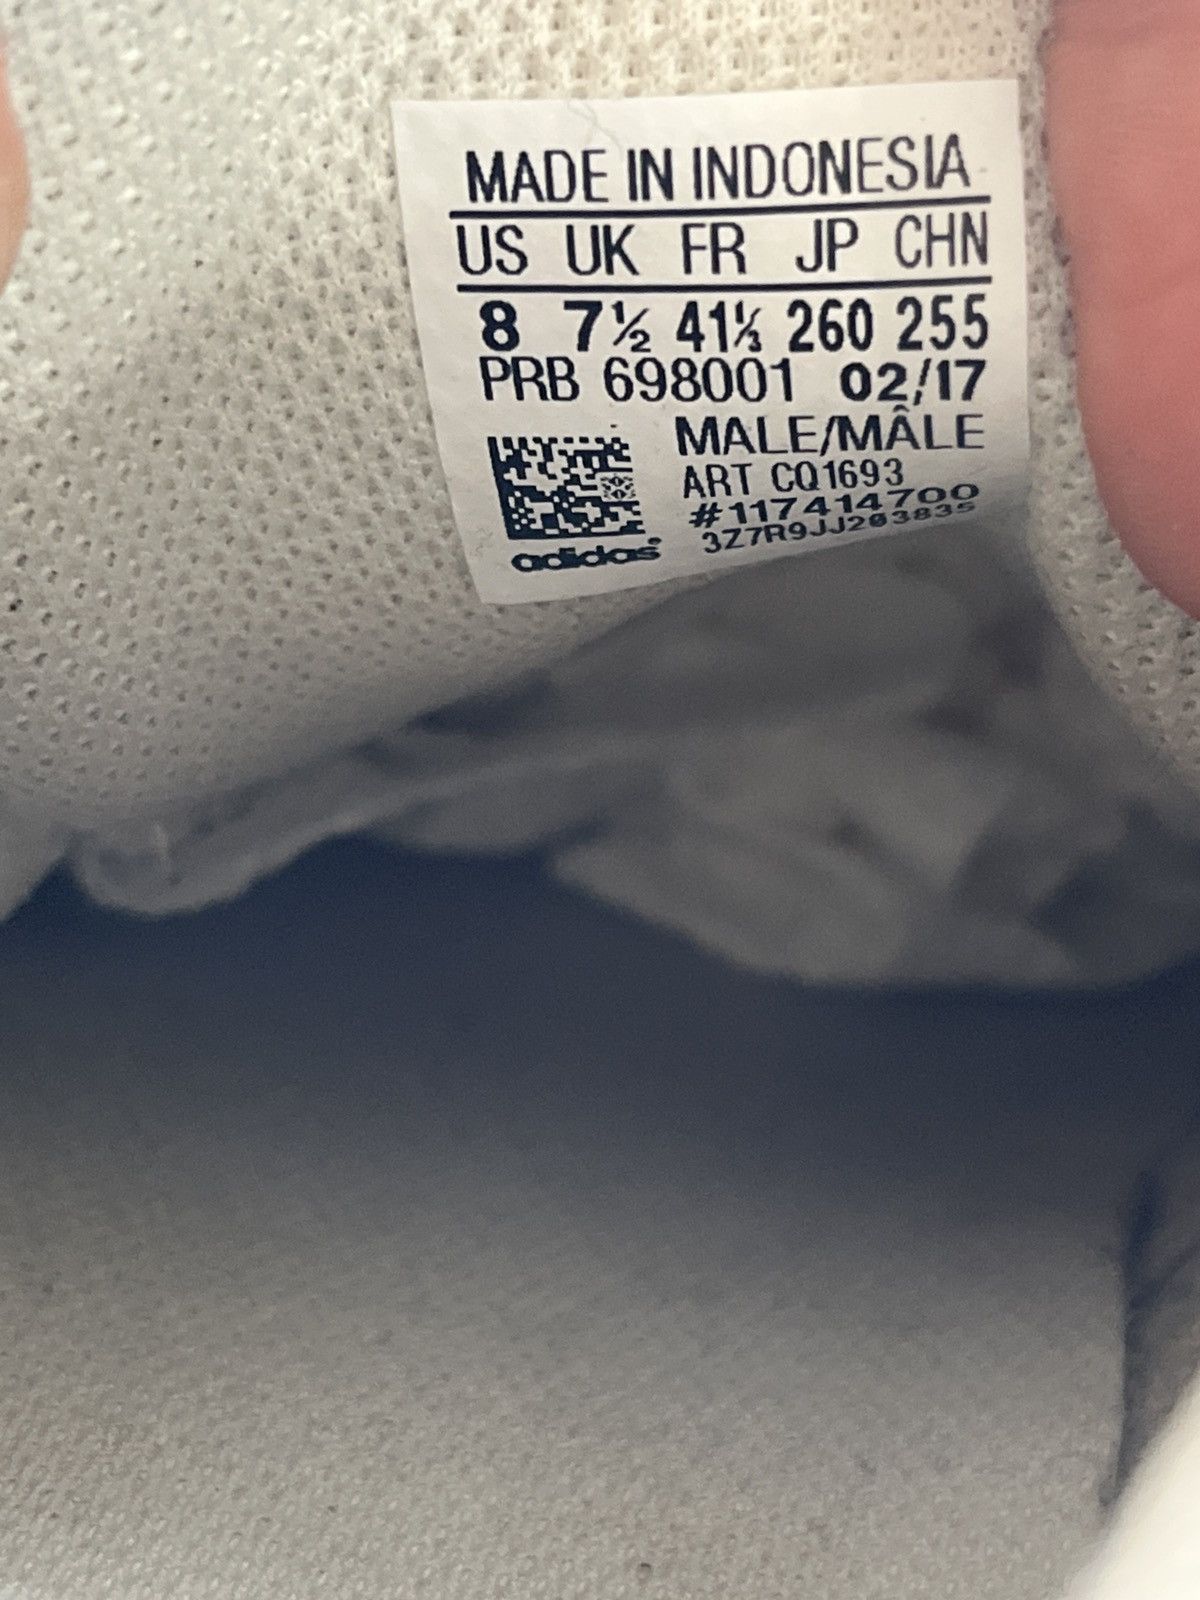 MADE IN INDONESIA
US UK FR JP CHN
8 7½ 41⅓ 260 255
PRB 698001 02/17
MALE/MÂLE
ART CQ1693
#117414700
3Z7R9JJ203835
adidas